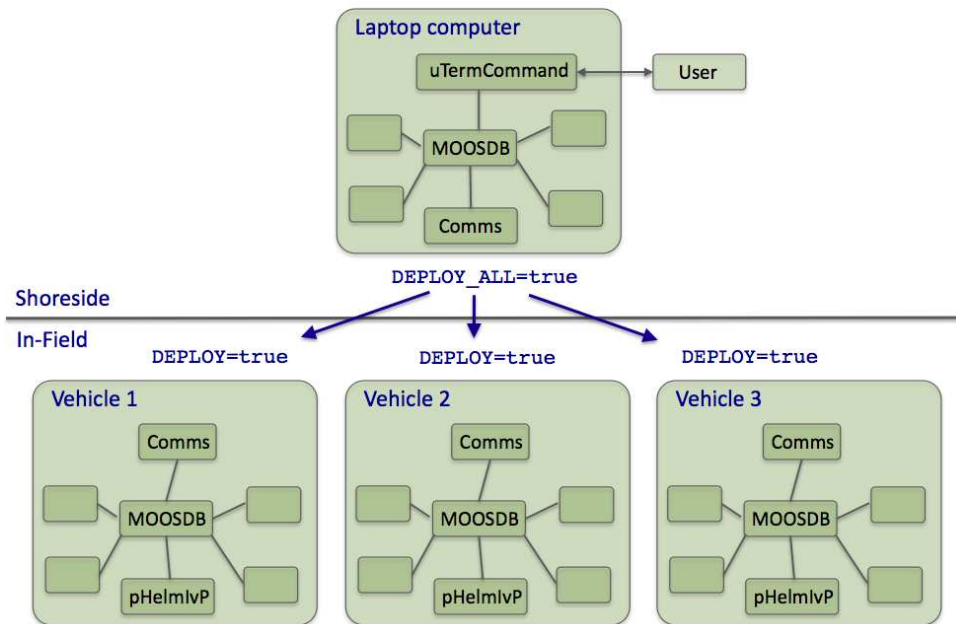 Laptop computer
uTermCommand
User
MOOSDB
Comms
DEPLOY_ALL=true
Shoreside
In-Field
DEPLOY=true
DEPLOY=true
DEPLOY=true
Vehicle 1
Vehicle 2
Vehicle 3
Comms
Comms
Comms
MOOSDB
MOOSDB
MOOSDB
pHelmIvP
pHelmIvP
pHelmIvP